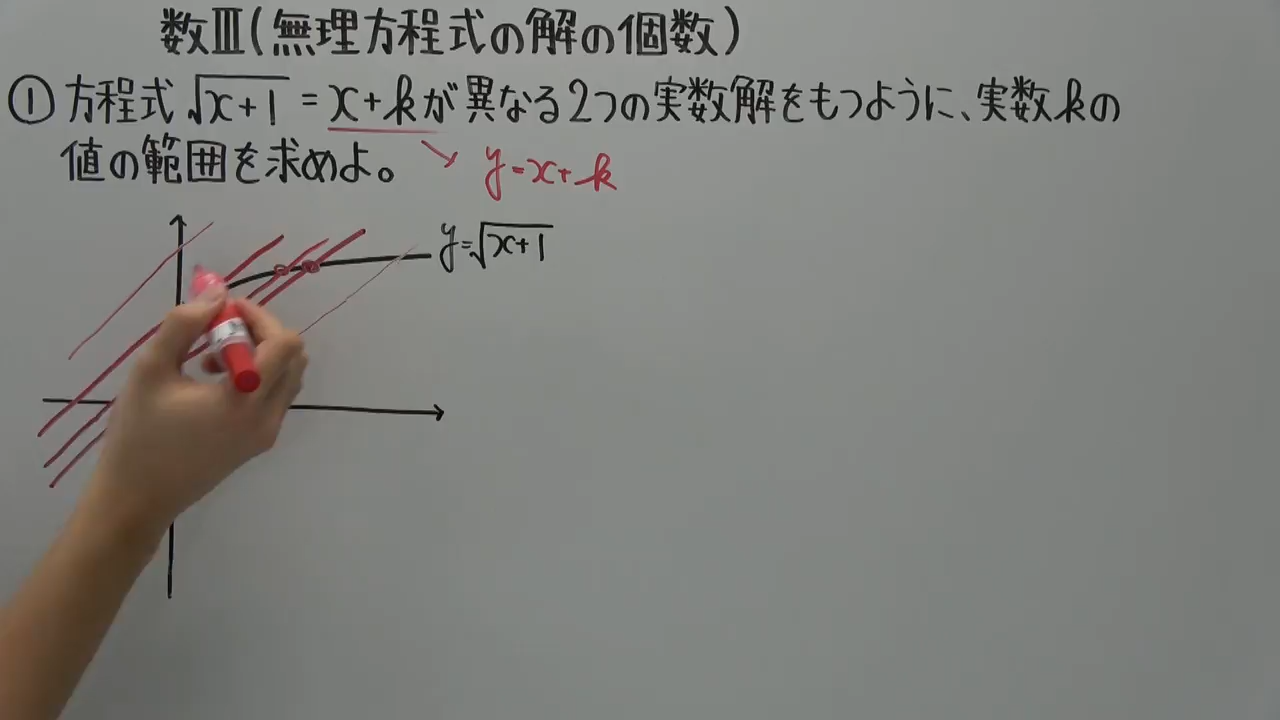 数Ⅲ(無理方程式の解の個数)
① 方程式 √x+1 = x+k が異なる2つの実数解をもつように、実数kの
値の範囲を求めよ。
y=x+k
y=√x+1